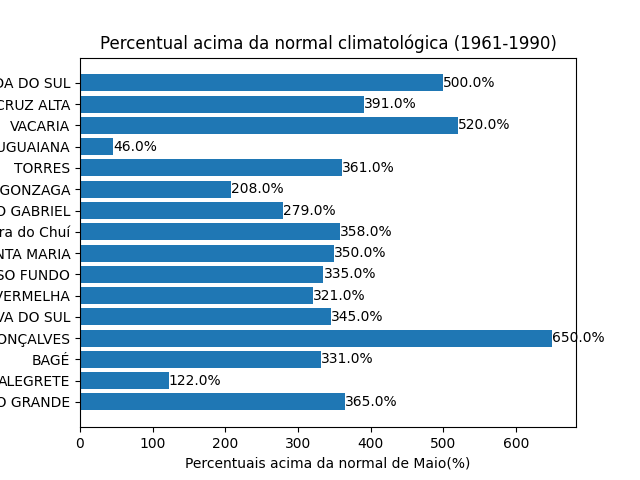 Percentual acima da normal climatológica (1961-1990)
DA DO SUL 500.0%
CRUZ ALTA 391.0%
VACARIA 520.0%
UGUAIANA 46.0%
TORRES 361.0%
GONZAGA 208.0%
O GABRIEL 279.0%
ra do Chuí 358.0%
NTA MARIA 350.0%
SO FUNDO 335.0%
VERMELHA 321.0%
VA DO SUL 345.0%
ONÇALVES 650.0%
BAGÉ 331.0%
ALEGRETE 122.0%
O GRANDE 365.0%
0 100 200 300 400 500 600
Percentuais acima da normal de Maio(%)